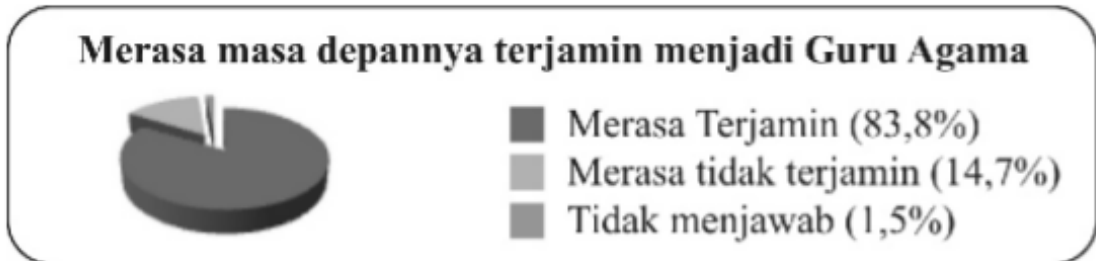 Merasa masa depannya terjamin menjadi Guru Agama
Merasa Terjamin (83,8%)
Merasa tidak terjamin (14,7%)
Tidak menjawab (1,5%)